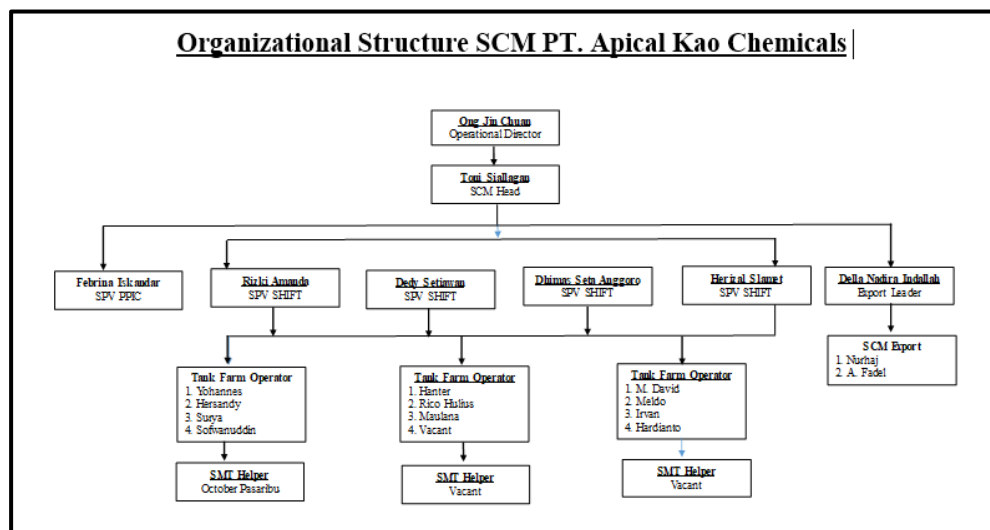 Organizational Structure SCM PT. Apical Kao Chemicals
Ong Jin Chuan
Operational Director
Toni Siallagan
SCM Head
Febrina Iskandar
SPV PPIC
Rizki Amanda
SPV SHIFT
Dedy Setiawan
SPV SHIFT
Dhimas Seta Anggoro
SPV SHIFT
Herizal Slamet
SPV SHIFT
Della Nadira Indallah
Export Leader
SCM Export
1. Nurhaj
2. A. Fadel
Tank Farm Operator
1. Yohannes
2. Hersandy
3. Surya
4. Sofwanuddin
Tank Farm Operator
1. Hanter
2. Rico Hulius
3. Maulana
4. Vacant
Tank Farm Operator
1. M. David
2. Meldo
3. Irvan
4. Hardianto
SMT Helper
October Pasaribu
SMT Helper
Vacant
SMT Helper
Vacant